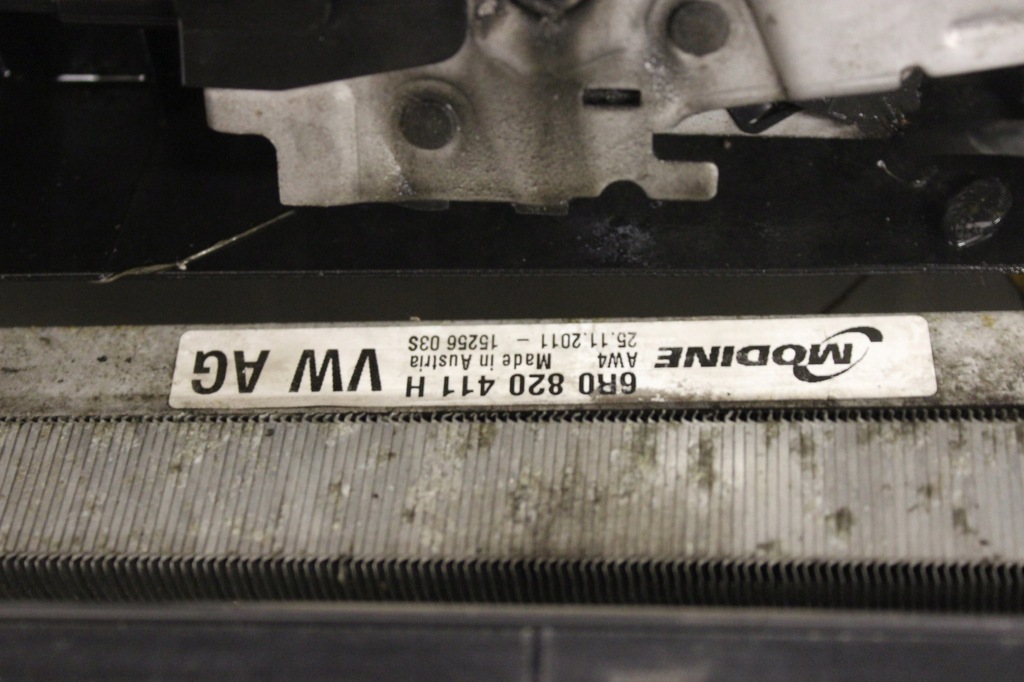 MODINE
6R0 820 411 H
AW4 Made in Austria
25.11.2011 - 15256 03S
VW AG